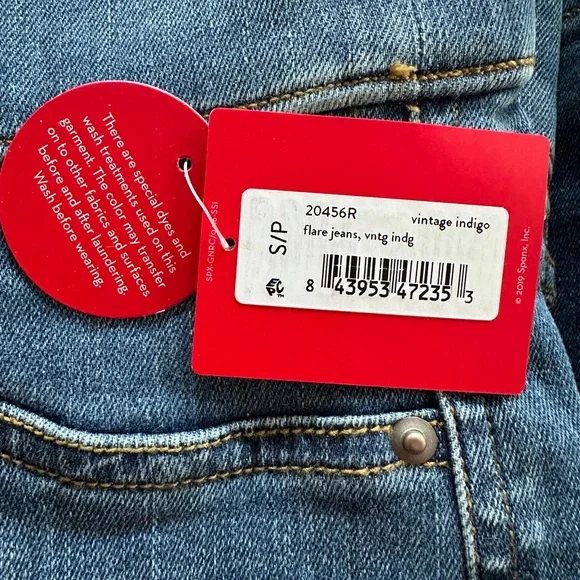 There are special dyes and
wash treatments used on this
garment. The color may transfer
on to other fabrics and surfaces
before and after laundering
Wash before wearing.
S/P
20456R
vintage indigo
flare jeans, vntg indg
8 43953 47235 3
© 2019 Spanx, Inc.